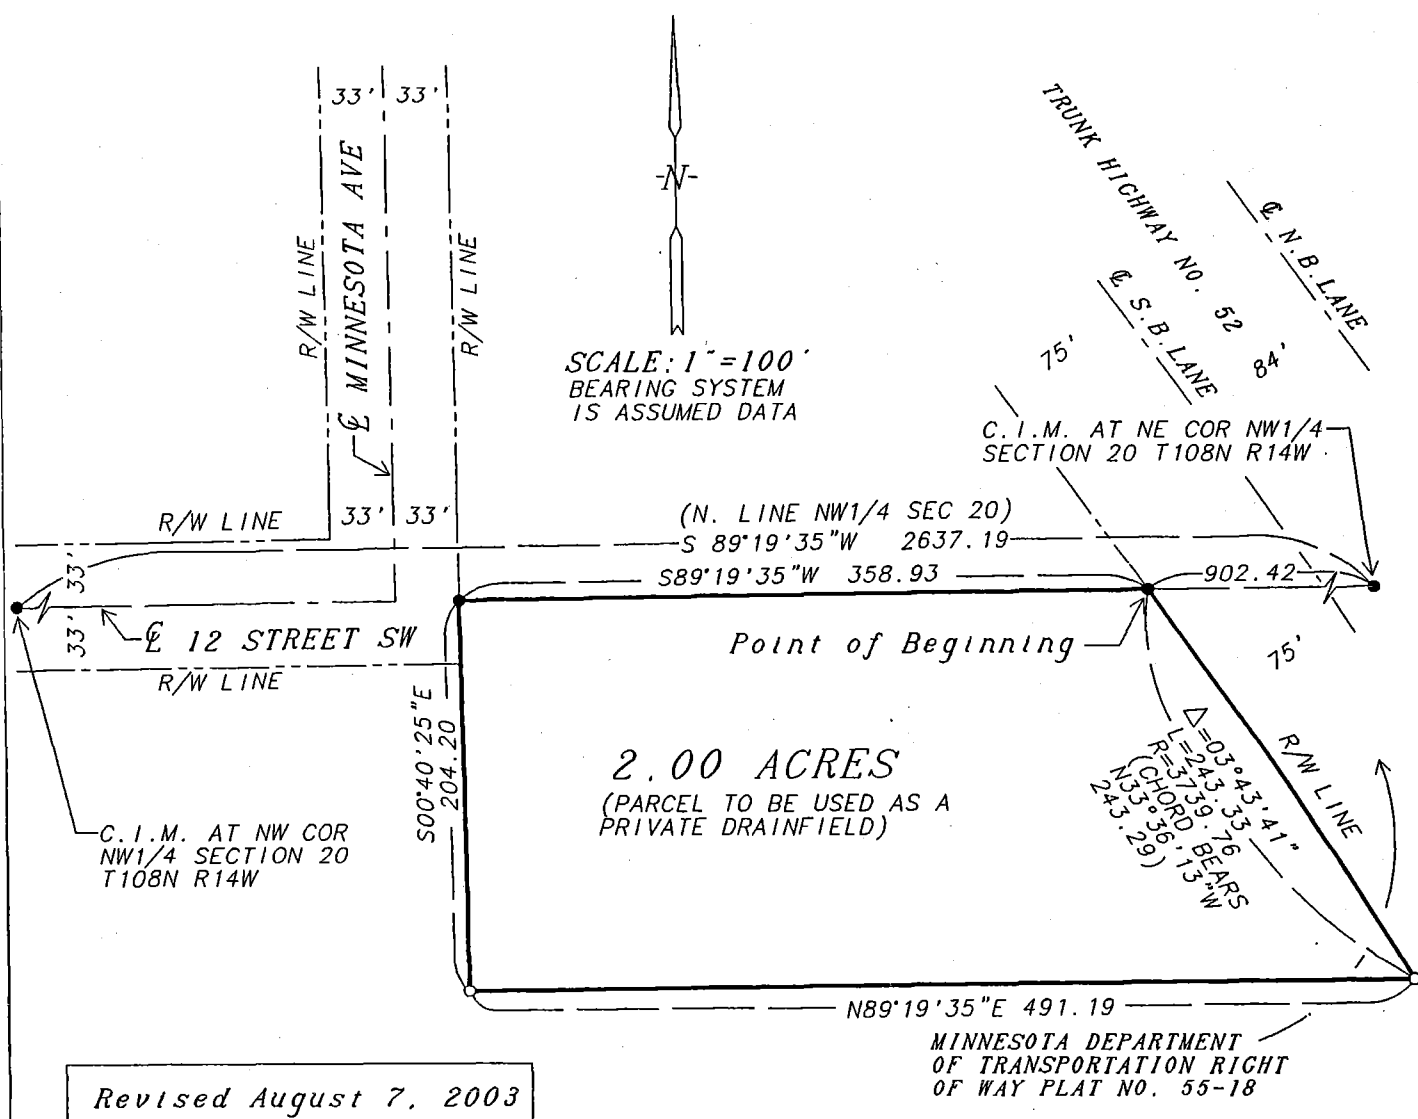 33' 33'
℄ MINNESOTA AVE
R/W LINE
R/W LINE
-N-
SCALE: 1"=100'
BEARING SYSTEM
IS ASSUMED DATA
TRUNK HIGHWAY NO. 52
℄ N.B. LANE
℄ S.B. LANE
75'
84'
C.I.M. AT NE COR NW1/4
SECTION 20 T108N R14W
R/W LINE
33' 33'
(N. LINE NW1/4 SEC 20)
S 89°19'35"W 2637.19
S89°19'35"W 358.93
902.42
33'
33'
℄ 12 STREET SW
R/W LINE
Point of Beginning
75'
S00°40'25"E
204.20
2.00 ACRES
(PARCEL TO BE USED AS A
PRIVATE DRAINFIELD)
Δ=03°43'41"
L=243.33
R=3739.76
(CHORD BEARS
N33°36'13"W
243.29)
R/W LINE
C.I.M. AT NW COR
NW1/4 SECTION 20
T108N R14W
N89°19'35"E 491.19
MINNESOTA DEPARTMENT
OF TRANSPORTATION RIGHT
OF WAY PLAT NO. 55-18
Revised August 7, 2003